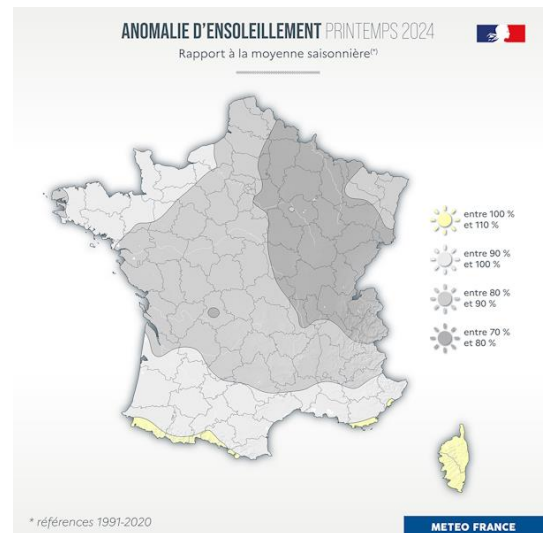 ANOMALIE D'ENSOLEILLEMENT PRINTEMPS 2024
Rapport à la moyenne saisonnière(*)
entre 100 %
et 110 %
entre 90 %
et 100 %
entre 80 %
et 90 %
entre 70 %
et 80 %
* références 1991-2020
METEO FRANCE